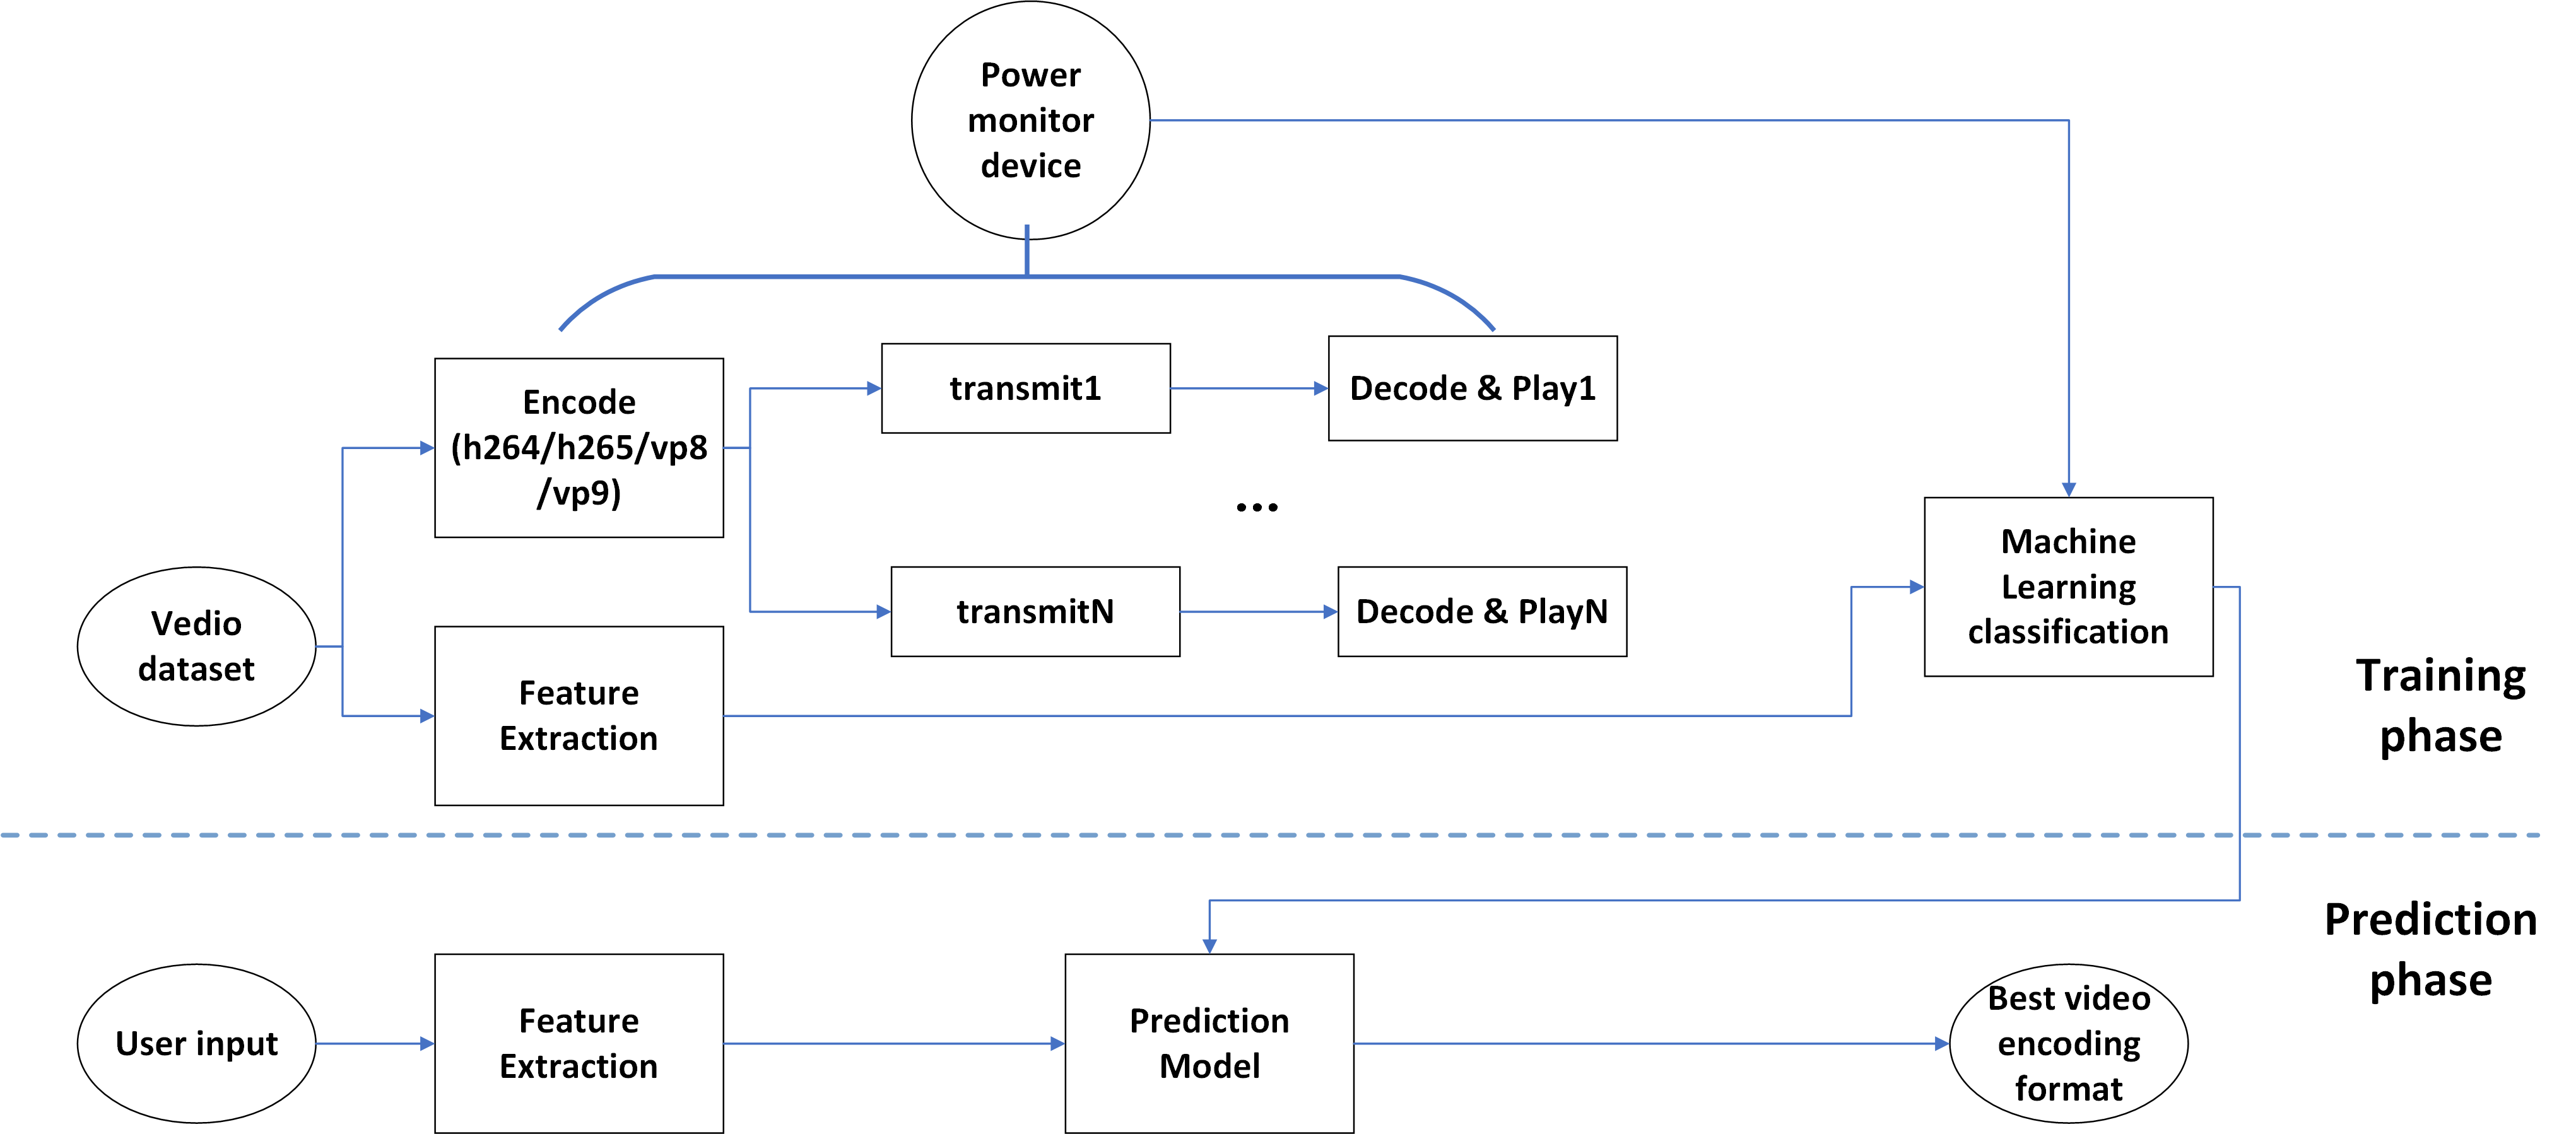 Power
monitor
device
Encode
(h264/h265/vp8
/vp9)
transmit1
Decode & Play1
...
transmitN
Decode & PlayN
Vedio
dataset
Feature
Extraction
Machine
Learning
classification
Training
phase
Prediction
phase
User input
Feature
Extraction
Prediction
Model
Best video
encoding
format